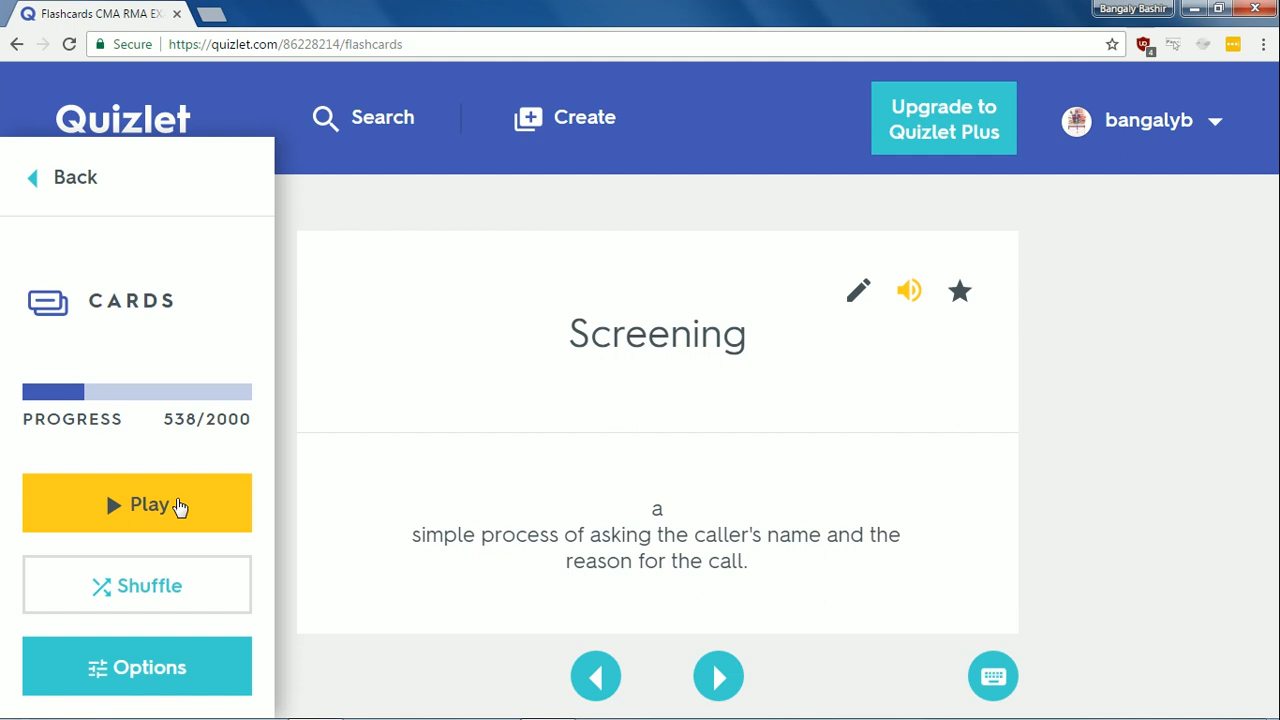 Flashcards CMA RMA EX
Bangaly Bashir
Secure
https://quizlet.com/86228214/flashcards
4
Quizlet
Search
Create
Upgrade to
Quizlet Plus
bangalyb
Back
CARDS
PROGRESS 538/2000
Play
Shuffle
Options
Screening
a
simple process of asking the caller's name and the
reason for the call.